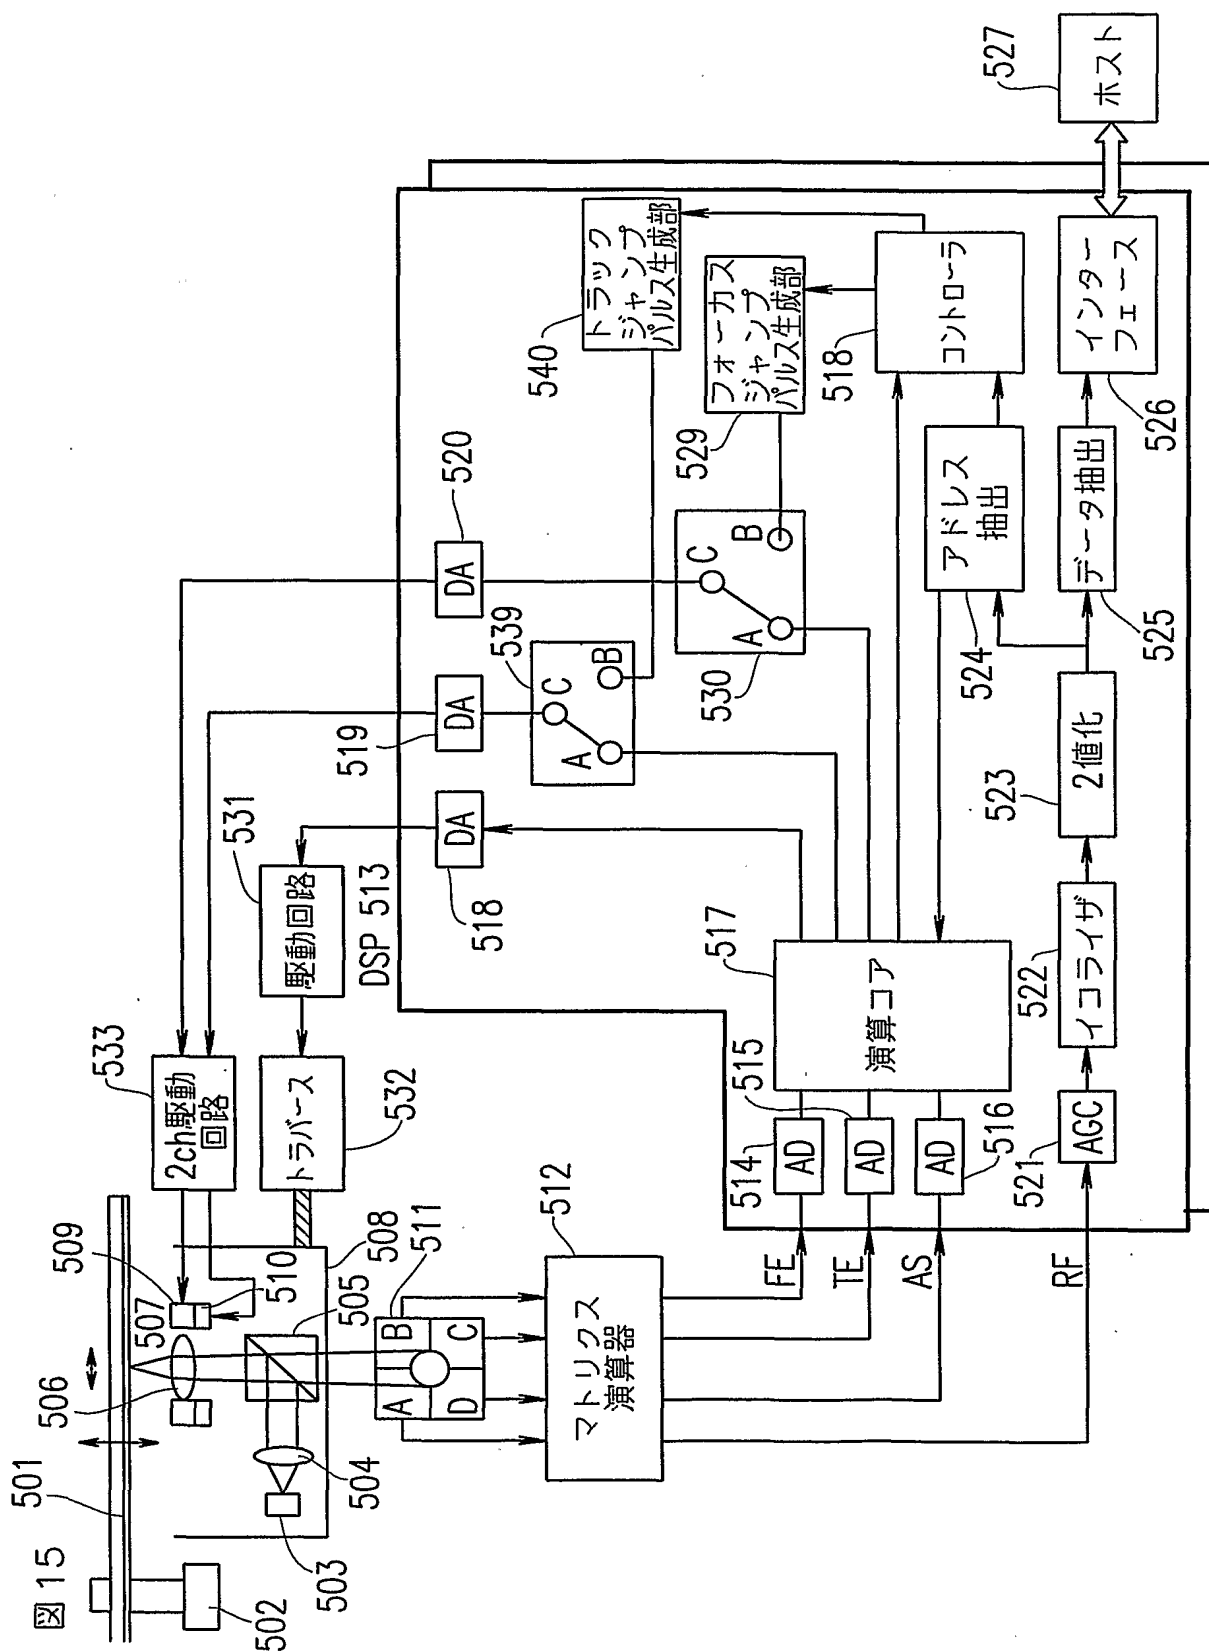 図 15
501
502
503
504
505
506
507
508
509
510
511
A
B
C
D
512
マトリクス
演算器
533
2ch駆動
回路
トラバース
532
531
駆動回路
DSP 513
FE
TE
AS
RF
514
AD
515
AD
516
AD
517
演算コア
518
DA
519
DA
520
DA
539
A
B
C
530
A
B
C
540
トラック
ジャンプ
パルス生成部
529
フォーカス
ジャンプ
パルス生成部
518
コントローラ
524
アドレス
抽出
521
AGC
522
イコライザ
523
2値化
525
データ抽出
526
インター
フェース
527
ホスト